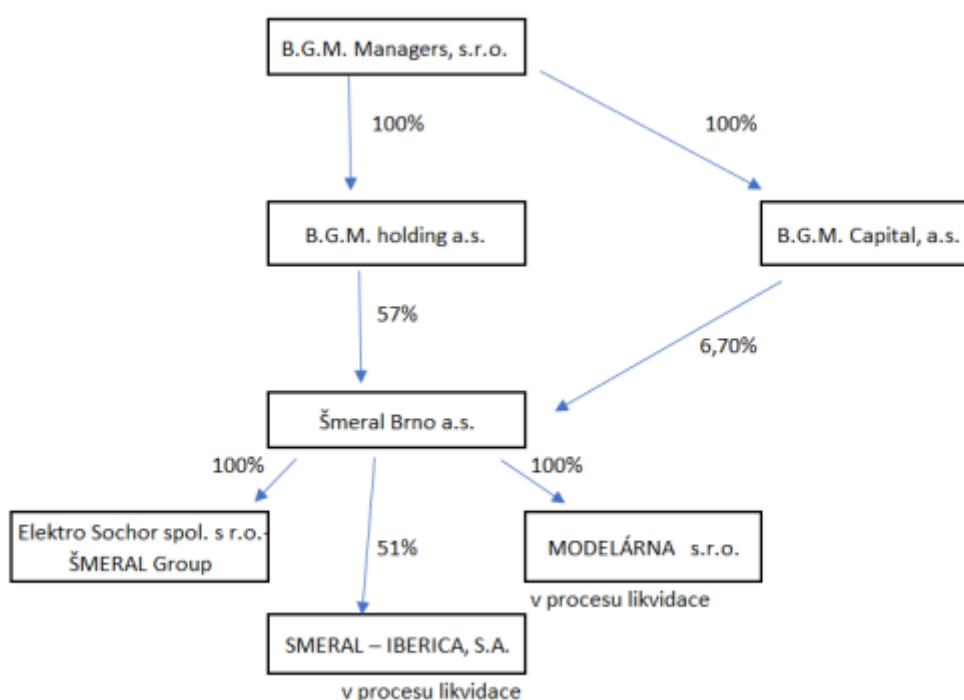 B.G.M. Managers, s.r.o.
100%
100%
B.G.M. holding a.s.
B.G.M. Capital, a.s.
57%
6,70%
Šmeral Brno a.s.
100%
100%
Elektro Sochor spol. s r.o.-
ŠMERAL Group
51%
MODELÁRNA s.r.o.
v procesu likvidace
SMERAL – IBERICA, S.A.
v procesu likvidace